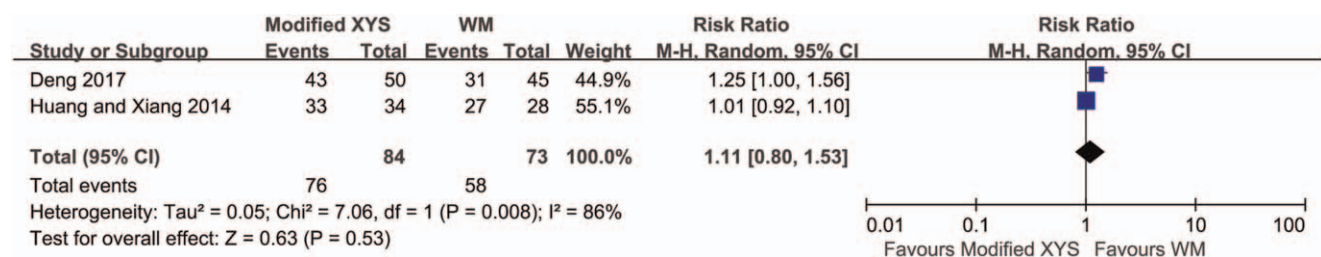 Modified XYS WM Risk Ratio Risk Ratio
Study or Subgroup Events Total Events Total Weight M-H, Random, 95% CI M-H, Random, 95% CI
Deng 2017 43 50 31 45 44.9% 1.25 [1.00, 1.56]
Huang and Xiang 2014 33 34 27 28 55.1% 1.01 [0.92, 1.10]
Total (95% CI) 84 73 100.0% 1.11 [0.80, 1.53]
Total events 76 58
Heterogeneity: Tau² = 0.05; Chi² = 7.06, df = 1 (P = 0.008); I² = 86%
Test for overall effect: Z = 0.63 (P = 0.53)
0.01 0.1 1 10 100
Favours Modified XYS Favours WM